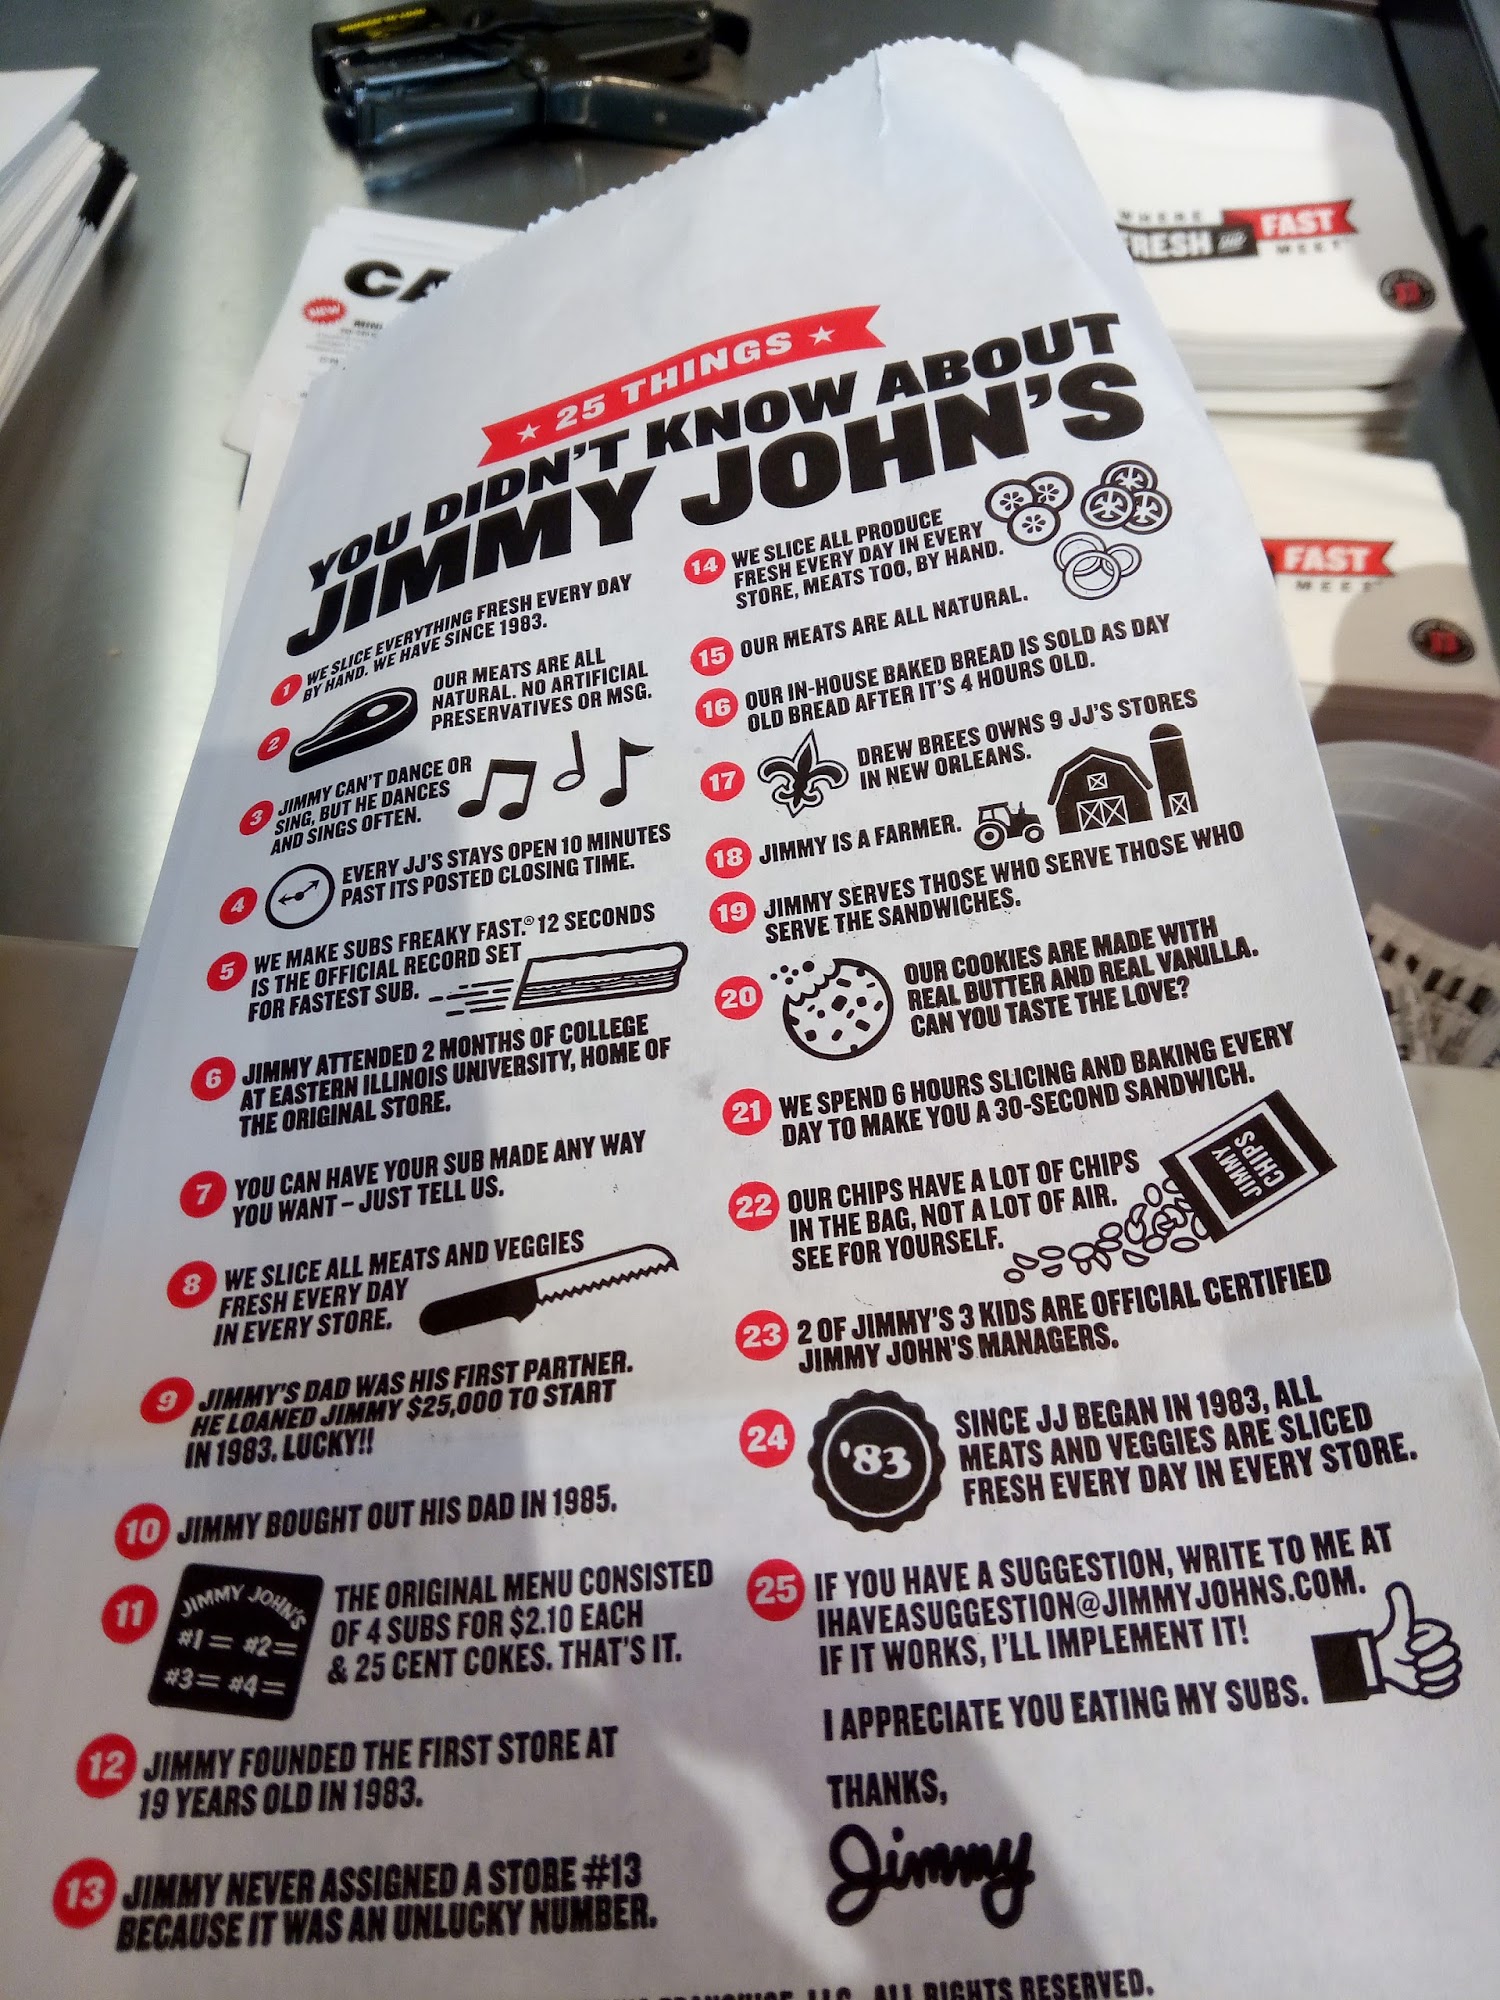 WHERE
FRESH AND FAST
MEET
FAST
MEET
CA
NEW
★ 25 THINGS ★
YOU DIDN'T KNOW ABOUT
JIMMY JOHN'S
1 WE SLICE EVERYTHING FRESH EVERY DAY
BY HAND. WE HAVE SINCE 1983.
2 OUR MEATS ARE ALL
NATURAL. NO ARTIFICIAL
PRESERVATIVES OR MSG.
3 JIMMY CAN'T DANCE OR
SING, BUT HE DANCES
AND SINGS OFTEN.
4 EVERY JJ'S STAYS OPEN 10 MINUTES
PAST ITS POSTED CLOSING TIME.
5 WE MAKE SUBS FREAKY FAST.® 12 SECONDS
IS THE OFFICIAL RECORD SET
FOR FASTEST SUB.
6 JIMMY ATTENDED 2 MONTHS OF COLLEGE
AT EASTERN ILLINOIS UNIVERSITY, HOME OF
THE ORIGINAL STORE.
7 YOU CAN HAVE YOUR SUB MADE ANY WAY
YOU WANT – JUST TELL US.
8 WE SLICE ALL MEATS AND VEGGIES
FRESH EVERY DAY
IN EVERY STORE.
9 JIMMY'S DAD WAS HIS FIRST PARTNER.
HE LOANED JIMMY $25,000 TO START
IN 1983. LUCKY!!
10 JIMMY BOUGHT OUT HIS DAD IN 1985.
11 JIMMY JOHN'S
#1= #2=
#3= #4=
THE ORIGINAL MENU CONSISTED
OF 4 SUBS FOR $2.10 EACH
& 25 CENT COKES. THAT'S IT.
12 JIMMY FOUNDED THE FIRST STORE AT
19 YEARS OLD IN 1983.
13 JIMMY NEVER ASSIGNED A STORE #13
BECAUSE IT WAS AN UNLUCKY NUMBER.
14 WE SLICE ALL PRODUCE
FRESH EVERY DAY IN EVERY
STORE, MEATS TOO, BY HAND.
15 OUR MEATS ARE ALL NATURAL.
16 OUR IN-HOUSE BAKED BREAD IS SOLD AS DAY
OLD BREAD AFTER IT'S 4 HOURS OLD.
17 DREW BREES OWNS 9 JJ'S STORES
IN NEW ORLEANS.
18 JIMMY IS A FARMER.
19 JIMMY SERVES THOSE WHO SERVE THOSE WHO
SERVE THE SANDWICHES.
20 OUR COOKIES ARE MADE WITH
REAL BUTTER AND REAL VANILLA.
CAN YOU TASTE THE LOVE?
21 WE SPEND 6 HOURS SLICING AND BAKING EVERY
DAY TO MAKE YOU A 30-SECOND SANDWICH.
22 OUR CHIPS HAVE A LOT OF CHIPS
IN THE BAG, NOT A LOT OF AIR.
SEE FOR YOURSELF.
JIMMY
CHIPS
23 2 OF JIMMY'S 3 KIDS ARE OFFICIAL CERTIFIED
JIMMY JOHN'S MANAGERS.
24 '83
SINCE JJ BEGAN IN 1983, ALL
MEATS AND VEGGIES ARE SLICED
FRESH EVERY DAY IN EVERY STORE.
25 IF YOU HAVE A SUGGESTION, WRITE TO ME AT
IHAVEASUGGESTION@JIMMYJOHNS.COM.
IF IT WORKS, I'LL IMPLEMENT IT!
I APPRECIATE YOU EATING MY SUBS.
THANKS,
Jimmy
FRANCHISE, LLC. ALL RIGHTS RESERVED.